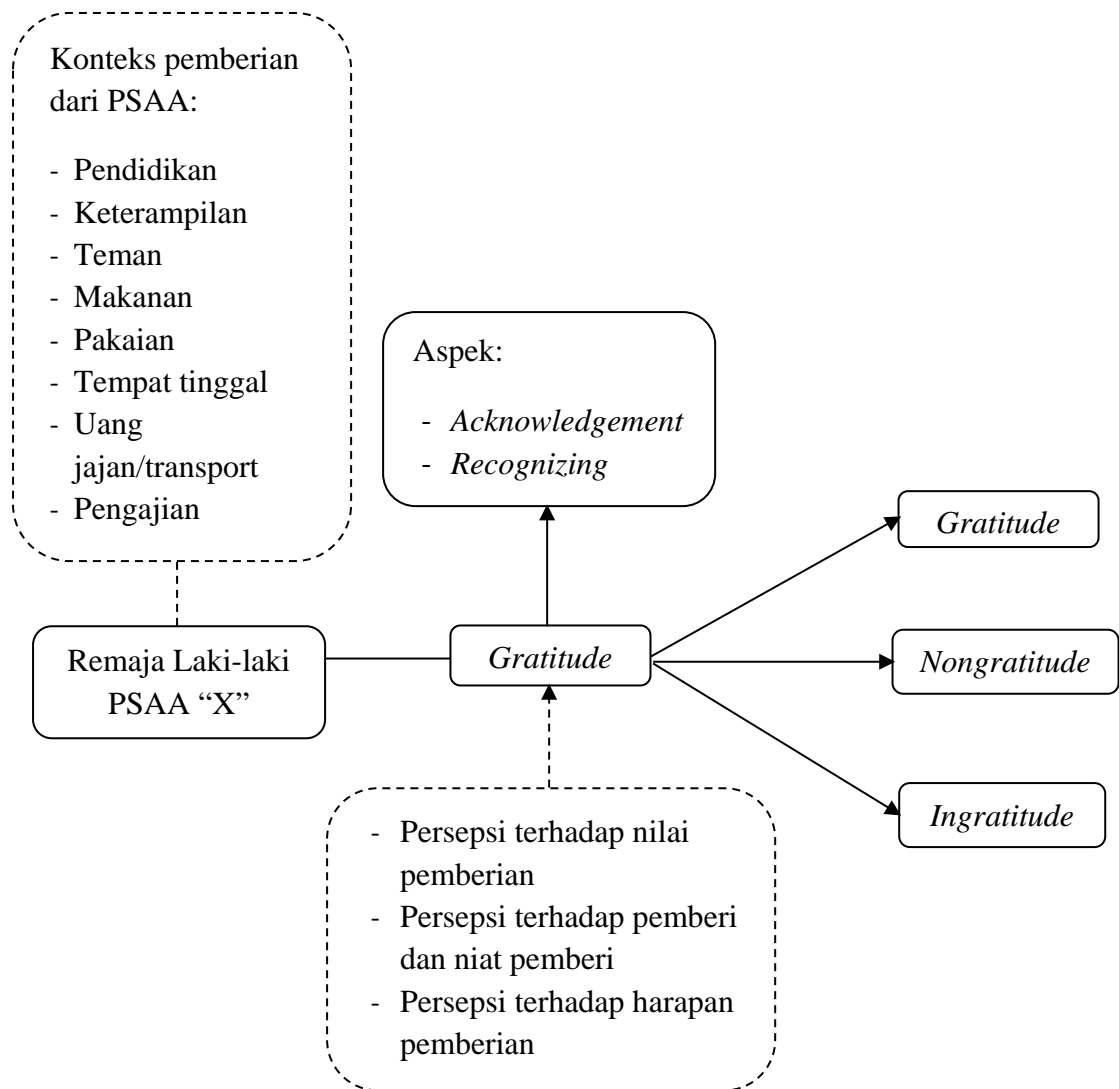 Konteks pemberian
dari PSAA:
- Pendidikan
- Keterampilan
- Teman
- Makanan
- Pakaian
- Tempat tinggal
- Uang
jajan/transport
- Pengajian
Aspek:
- Acknowledgement
- Recognizing
Remaja Laki-laki
PSAA “X”
Gratitude
Gratitude
Nongratitude
Ingratitude
- Persepsi terhadap nilai
pemberian
- Persepsi terhadap pemberi
dan niat pemberi
- Persepsi terhadap harapan
pemberian